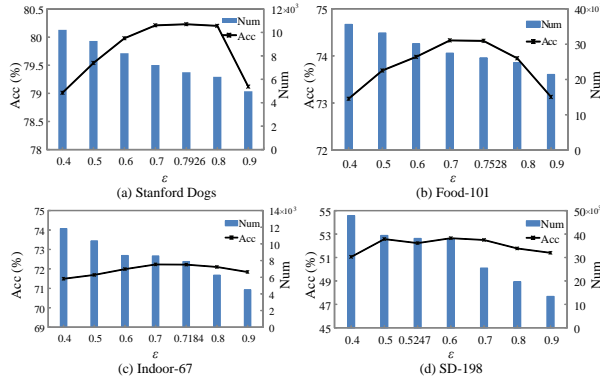 80.5
80
79.5
79
78.5
78
Acc (%)
12×10³
10
8
6
4
2
0
Num
Num
Acc
0.4 0.5 0.6 0.7 0.7926 0.8 0.9
ε
(a) Stanford Dogs
75
74
73
72
Acc (%)
40
30
20
10
0
Num
Num
Acc
0.4 0.5 0.6 0.7 0.7528 0.8 0.9
ε
(b) Food-101
75
74
73
72
71
70
69
Acc (%)
14×10³
12
10
8
6
4
2
0
Num
Num
Acc
0.4 0.5 0.6 0.7 0.7184 0.8 0.9
ε
(c) Indoor-67
55
53
51
49
47
45
Acc (%)
50
40
30
20
10
0
Num
Num
Acc
0.4 0.5 0.5247 0.6 0.7 0.8 0.9
ε
(d) SD-198